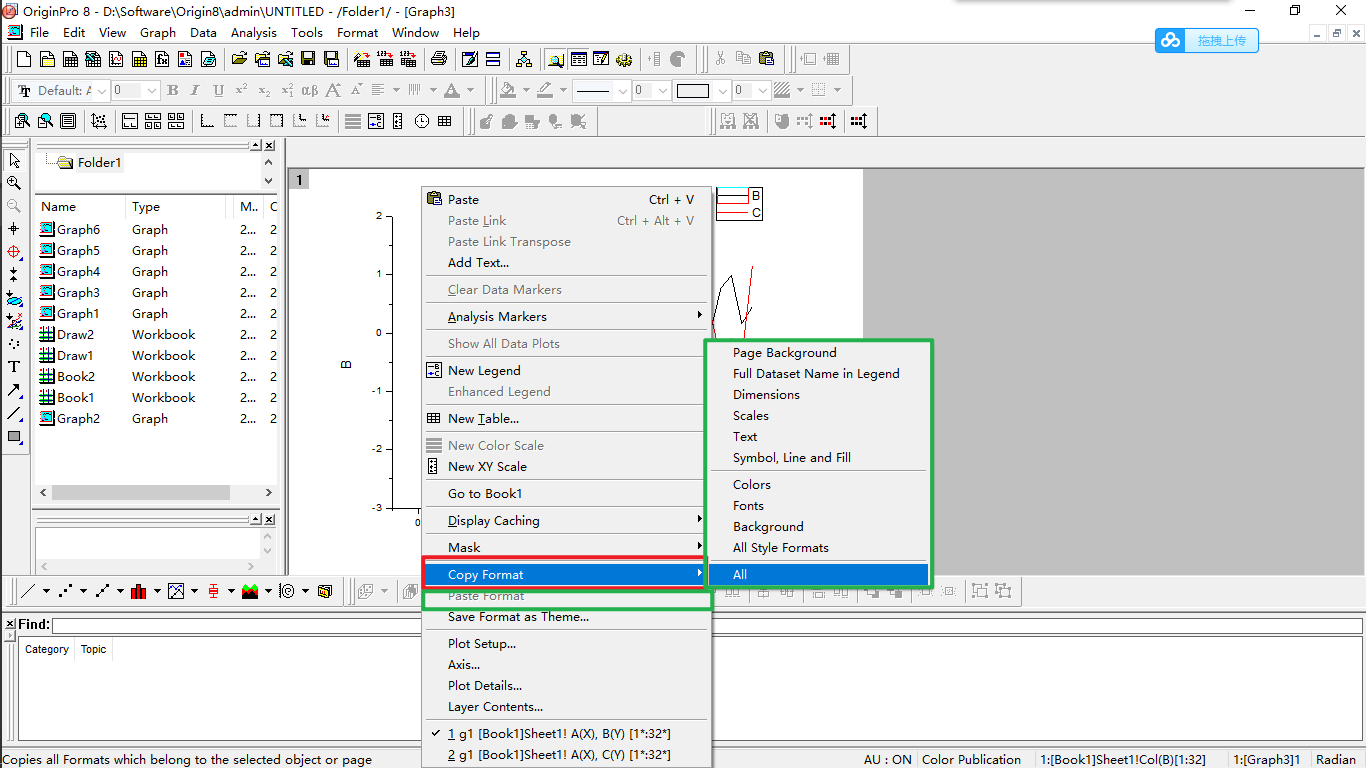 OriginPro 8 - D:\Software\Origin8\admin\UNTITLED - /Folder1/ - [Graph3]
File Edit View Graph Data Analysis Tools Format Window Help
拖拽上传
Default: A 0 B I U x² x₂ αβ A A A 0 0
Folder1
1
Name Type M.. C
Graph6 Graph 2... 2
Graph5 Graph 2... 2
Graph4 Graph 2... 2
Graph3 Graph 2... 2
Graph1 Graph 2... 2
Draw2 Workbook 2... 2
Draw1 Workbook 2... 2
Book2 Workbook 2... 2
Book1 Workbook 2... 2
Graph2 Graph 2... 2
2
1
0
-1
-2
-3
0
B
B
C
Paste Ctrl + V
Paste Link Ctrl + Alt + V
Paste Link Transpose
Add Text...
Clear Data Markers
Analysis Markers
Show All Data Plots
New Legend
Enhanced Legend
New Table...
New Color Scale
New XY Scale
Go to Book1
Display Caching
Mask
Copy Format
Paste Format
Save Format as Theme...
Plot Setup...
Axis...
Plot Details...
Layer Contents...
1 g1 [Book1]Sheet1! A(X), B(Y) [1*:32*]
2 g1 [Book1]Sheet1! A(X), C(Y) [1*:32*]
Page Background
Full Dataset Name in Legend
Dimensions
Scales
Text
Symbol, Line and Fill
Colors
Fonts
Background
All Style Formats
All
Find:
Category Topic
Copies all Formats which belong to the selected object or page
AU : ON Color Publication 1:[Book1]Sheet1!Col(B)[1:32] 1:[Graph3]1 Radian